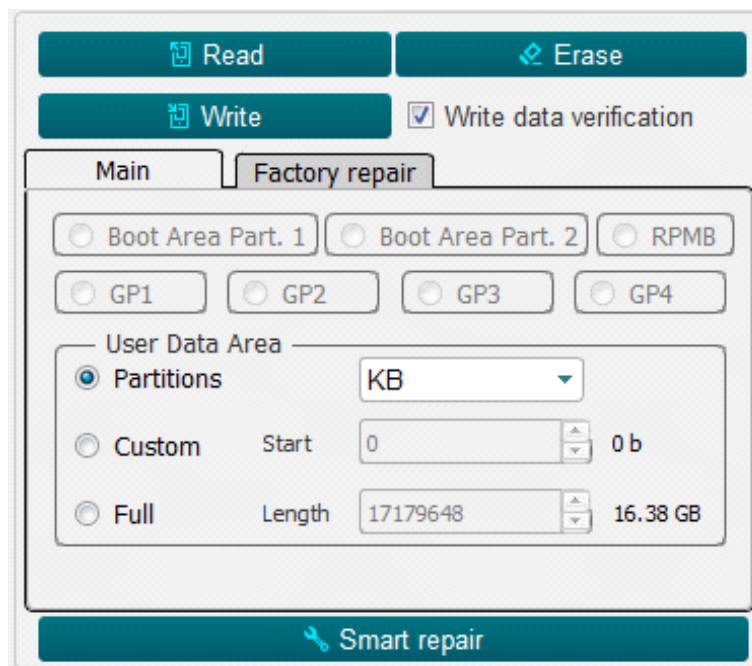 Read
Erase
Write
Write data verification
Main
Factory repair
Boot Area Part. 1
Boot Area Part. 2
RPMB
GP1
GP2
GP3
GP4
User Data Area
Partitions
KB
Custom
Start
0
0 b
Full
Length
17179648
16.38 GB
Smart repair